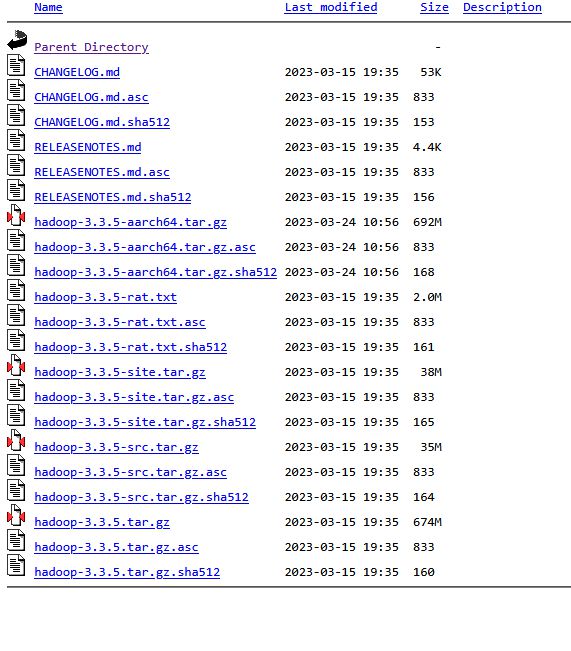 Name Last modified Size Description
Parent Directory -
CHANGELOG.md 2023-03-15 19:35 53K
CHANGELOG.md.asc 2023-03-15 19:35 833
CHANGELOG.md.sha512 2023-03-15 19:35 153
RELEASENOTES.md 2023-03-15 19:35 4.4K
RELEASENOTES.md.asc 2023-03-15 19:35 833
RELEASENOTES.md.sha512 2023-03-15 19:35 156
hadoop-3.3.5-aarch64.tar.gz 2023-03-24 10:56 692M
hadoop-3.3.5-aarch64.tar.gz.asc 2023-03-24 10:56 833
hadoop-3.3.5-aarch64.tar.gz.sha512 2023-03-24 10:56 168
hadoop-3.3.5-rat.txt 2023-03-15 19:35 2.0M
hadoop-3.3.5-rat.txt.asc 2023-03-15 19:35 833
hadoop-3.3.5-rat.txt.sha512 2023-03-15 19:35 161
hadoop-3.3.5-site.tar.gz 2023-03-15 19:35 38M
hadoop-3.3.5-site.tar.gz.asc 2023-03-15 19:35 833
hadoop-3.3.5-site.tar.gz.sha512 2023-03-15 19:35 165
hadoop-3.3.5-src.tar.gz 2023-03-15 19:35 35M
hadoop-3.3.5-src.tar.gz.asc 2023-03-15 19:35 833
hadoop-3.3.5-src.tar.gz.sha512 2023-03-15 19:35 164
hadoop-3.3.5.tar.gz 2023-03-15 19:35 674M
hadoop-3.3.5.tar.gz.asc 2023-03-15 19:35 833
hadoop-3.3.5.tar.gz.sha512 2023-03-15 19:35 160